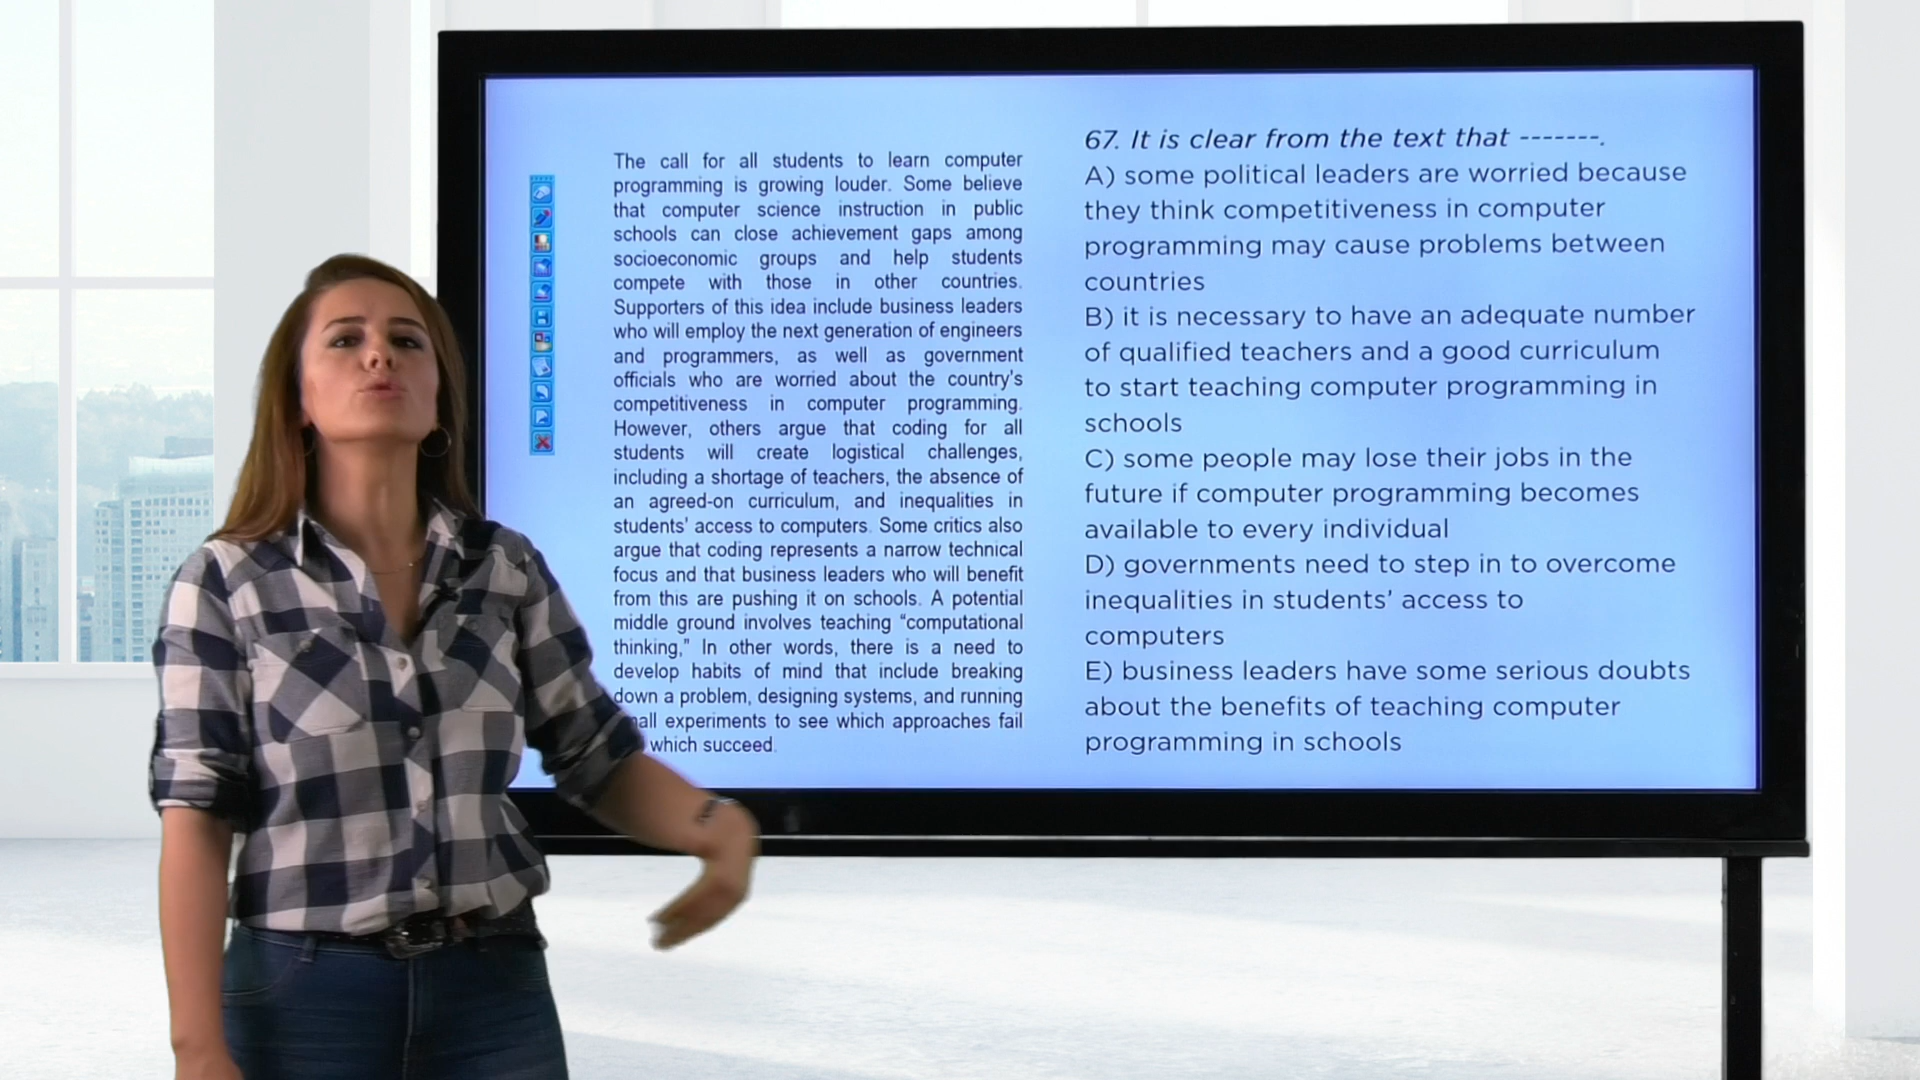 The call for all students to learn computer
programming is growing louder. Some believe
that computer science instruction in public
schools can close achievement gaps among
socioeconomic groups and help students
compete with those in other countries.
Supporters of this idea include business leaders
who will employ the next generation of engineers
and programmers, as well as government
officials who are worried about the country's
competitiveness in computer programming.
However, others argue that coding for all
students will create logistical challenges,
including a shortage of teachers, the absence of
an agreed-on curriculum, and inequalities in
students' access to computers. Some critics also
argue that coding represents a narrow technical
focus and that business leaders who will benefit
from this are pushing it on schools. A potential
middle ground involves teaching “computational
thinking,” In other words, there is a need to
develop habits of mind that include breaking
down a problem, designing systems, and running
experiments to see which approaches fail
which succeed.
67. It is clear from the text that -------.
A) some political leaders are worried because
they think competitiveness in computer
programming may cause problems between
countries
B) it is necessary to have an adequate number
of qualified teachers and a good curriculum
to start teaching computer programming in
schools
C) some people may lose their jobs in the
future if computer programming becomes
available to every individual
D) governments need to step in to overcome
inequalities in students’ access to
computers
E) business leaders have some serious doubts
about the benefits of teaching computer
programming in schools